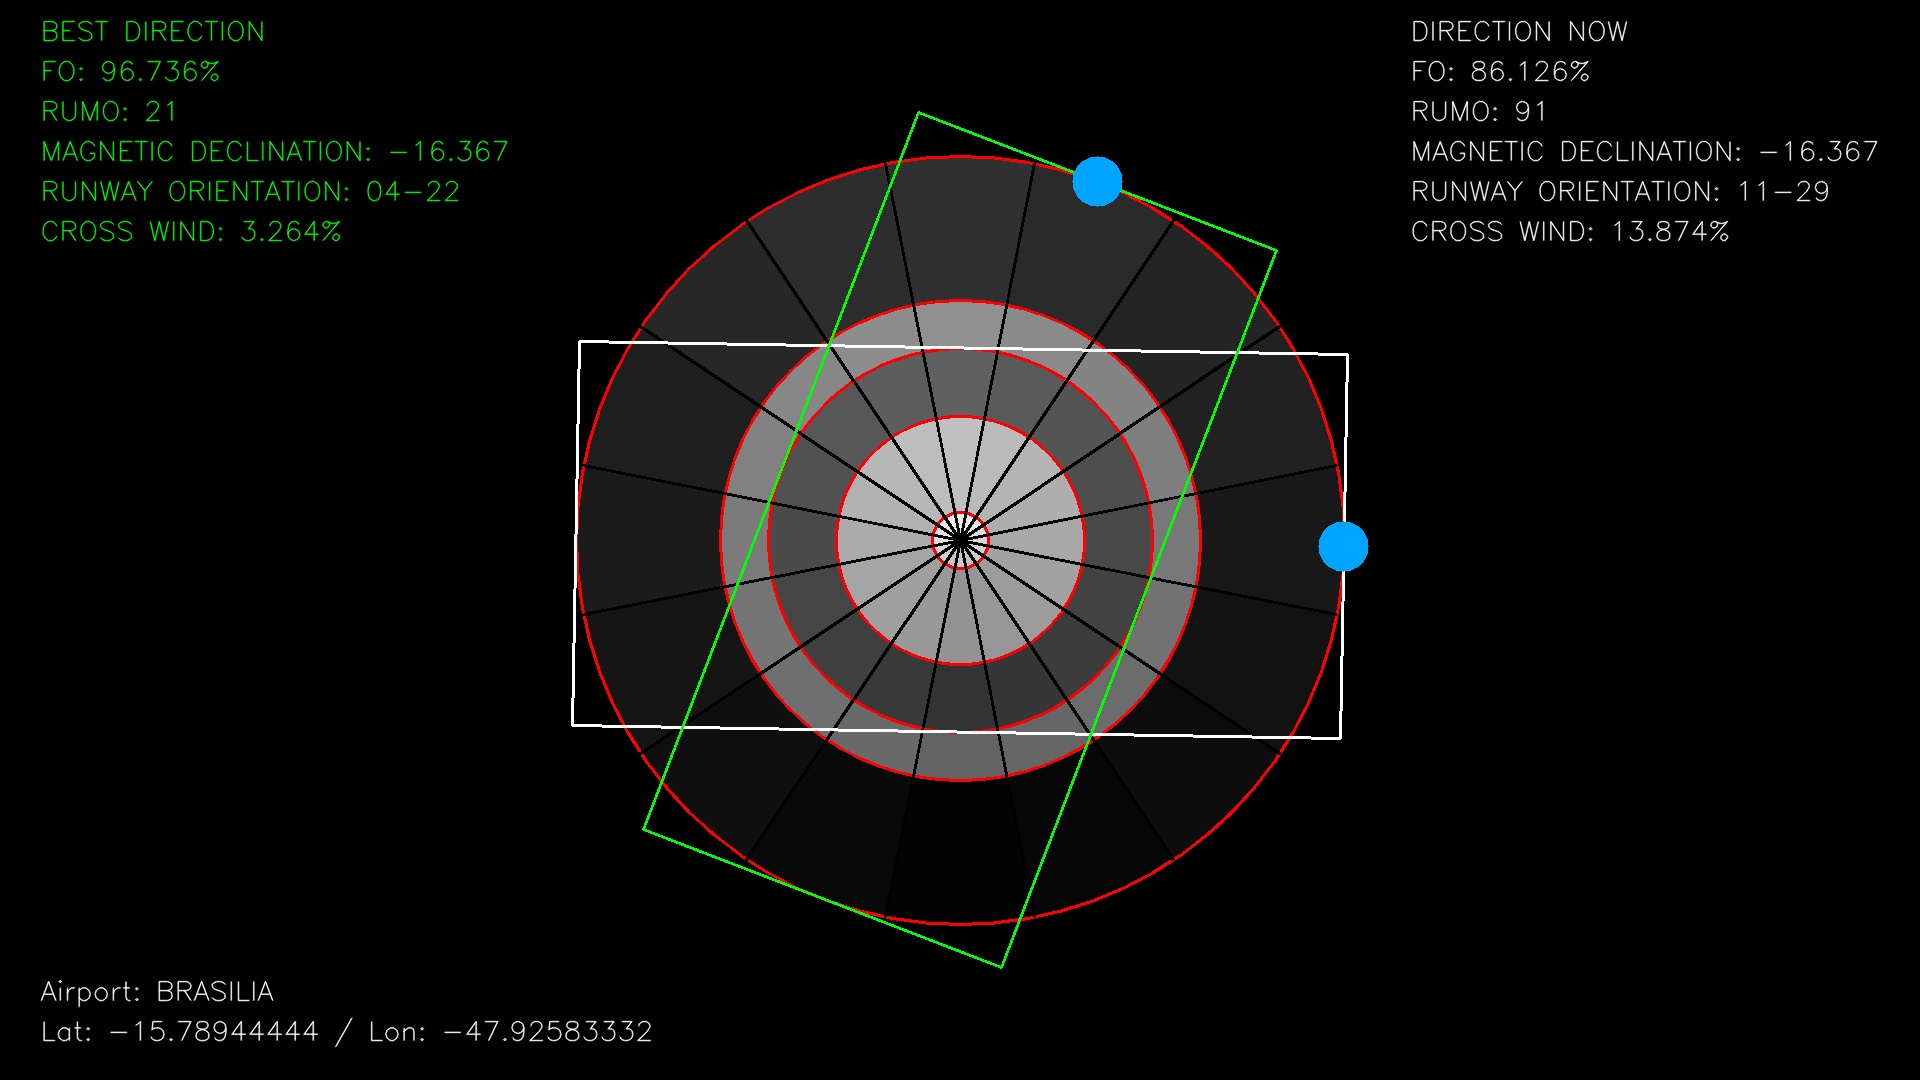 BEST DIRECTION
FO: 96.736%
RUMO: 21
MAGNETIC DECLINATION: -16.367
RUNWAY ORIENTATION: 04-22
CROSS WIND: 3.264%
DIRECTION NOW
FO: 86.126%
RUMO: 91
MAGNETIC DECLINATION: -16.367
RUNWAY ORIENTATION: 11-29
CROSS WIND: 13.874%
Airport: BRASILIA
Lat: -15.78944444 / Lon: -47.92583332